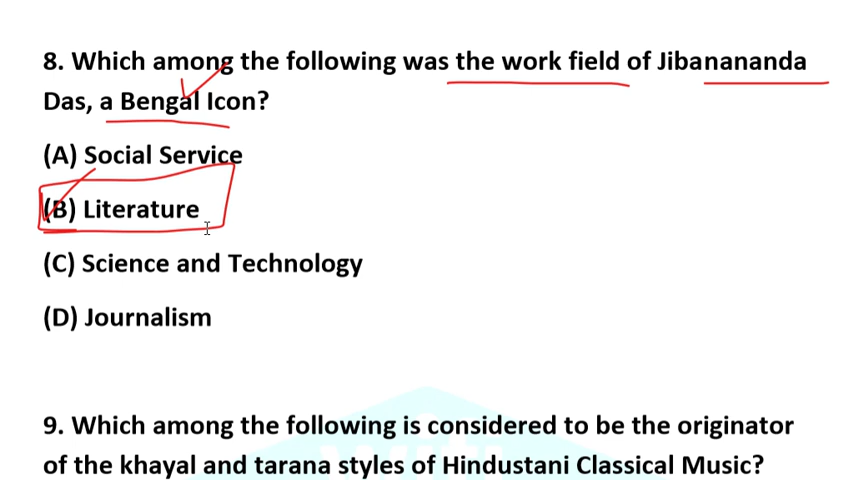 8. Which among the following was the work field of Jibanananda
Das, a Bengal Icon?
(A) Social Service
(B) Literature
(C) Science and Technology
(D) Journalism
9. Which among the following is considered to be the originator
of the khayal and tarana styles of Hindustani Classical Music?